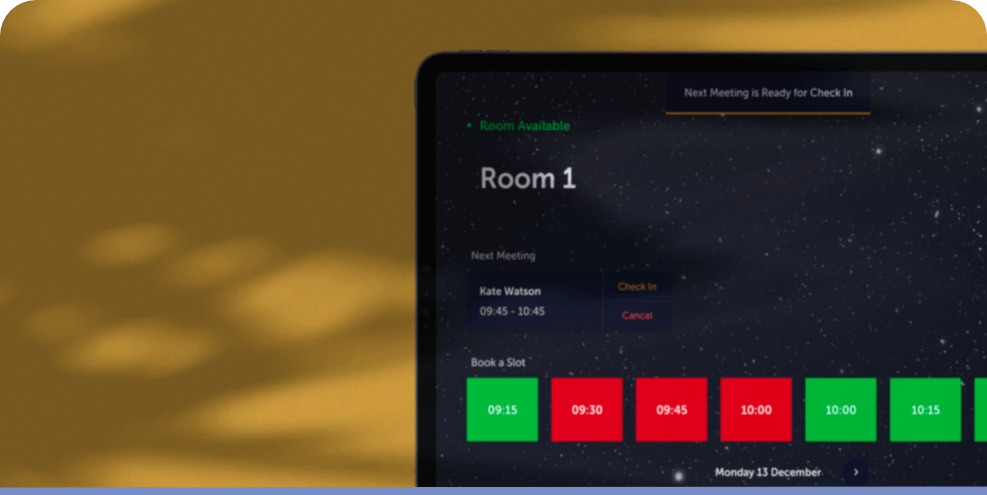 Next Meeting is Ready for Check In
Room Available
Room 1
Next Meeting
Kate Watson
09:45 - 10:45
Check In
Cancel
Book a Slot
09:15 09:30 09:45 10:00 10:00 10:15
Monday 13 December